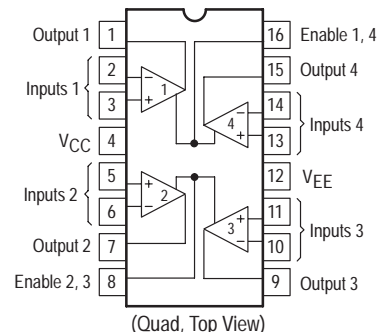 Output 1 1 16 Enable 1, 4
2 15 Output 4
Inputs 1 − 1 − 14
3 + 4 + 13 Inputs 4
VCC 4 12 VEE
5 + 11
Inputs 2 2 + 3 Inputs 3
6 − − 10
Output 2 7
Enable 2, 3 8 9 Output 3
(Quad, Top View)